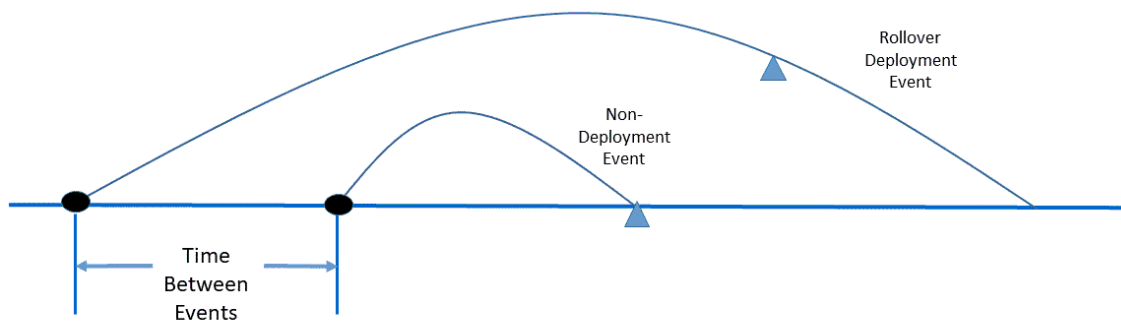 Rollover
Deployment
Event
Non-
Deployment
Event
Time
Between
Events